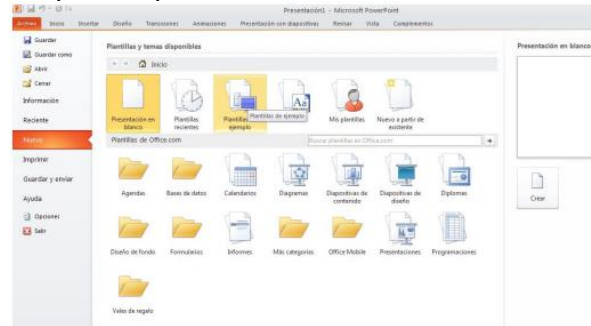 Presentación1 - Microsoft PowerPoint
Archivo Inicio Insertar Diseño Transiciones Animaciones Presentación con diapositivas Revisar Vista Complementos
Guardar
Guardar como
Abrir
Cerrar
Información
Reciente
Nuevo
Imprimir
Guardar y enviar
Ayuda
Opciones
Salir
Plantillas y temas disponibles
Inicio
Presentación en blanco
Plantillas recientes
Plantillas de ejemplo
Plantillas de ejemplo
Mis plantillas
Nuevo a partir de existente
Plantillas de Office.com
Buscar plantillas en Office.com
Agendas
Bases de datos
Calendarios
Diagramas
Diapositivas de contenido
Diapositivas de diseño
Diplomas
Diseño de fondo
Formularios
Informes
Más categorías
Office Mobile
Presentaciones
Programaciones
Vales de regalo
Presentación en blanco
Crear